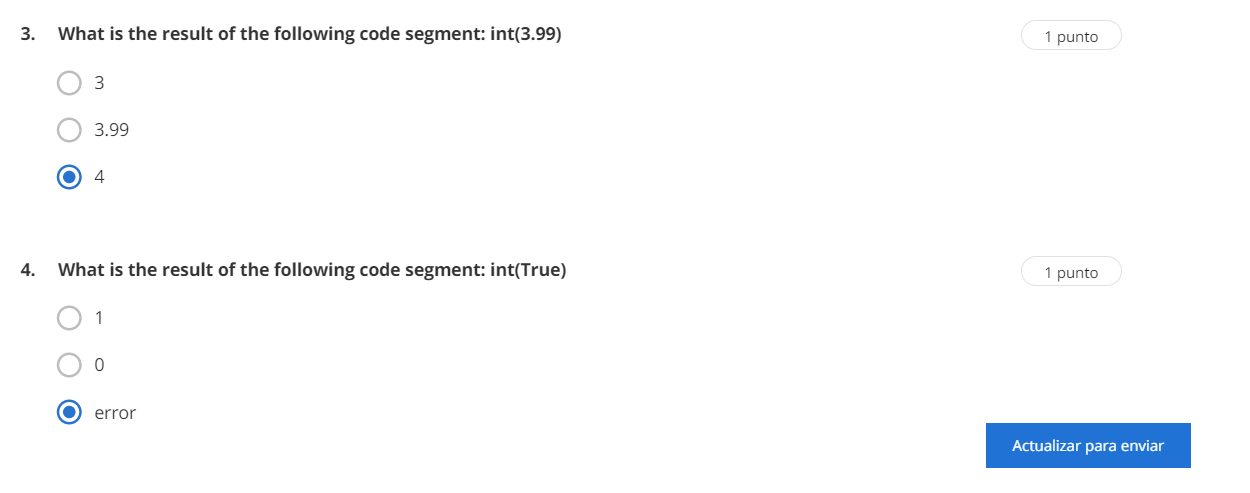 3. What is the result of the following code segment: int(3.99)
1 punto
3
3.99
4
4. What is the result of the following code segment: int(True)
1 punto
1
0
error
Actualizar para enviar